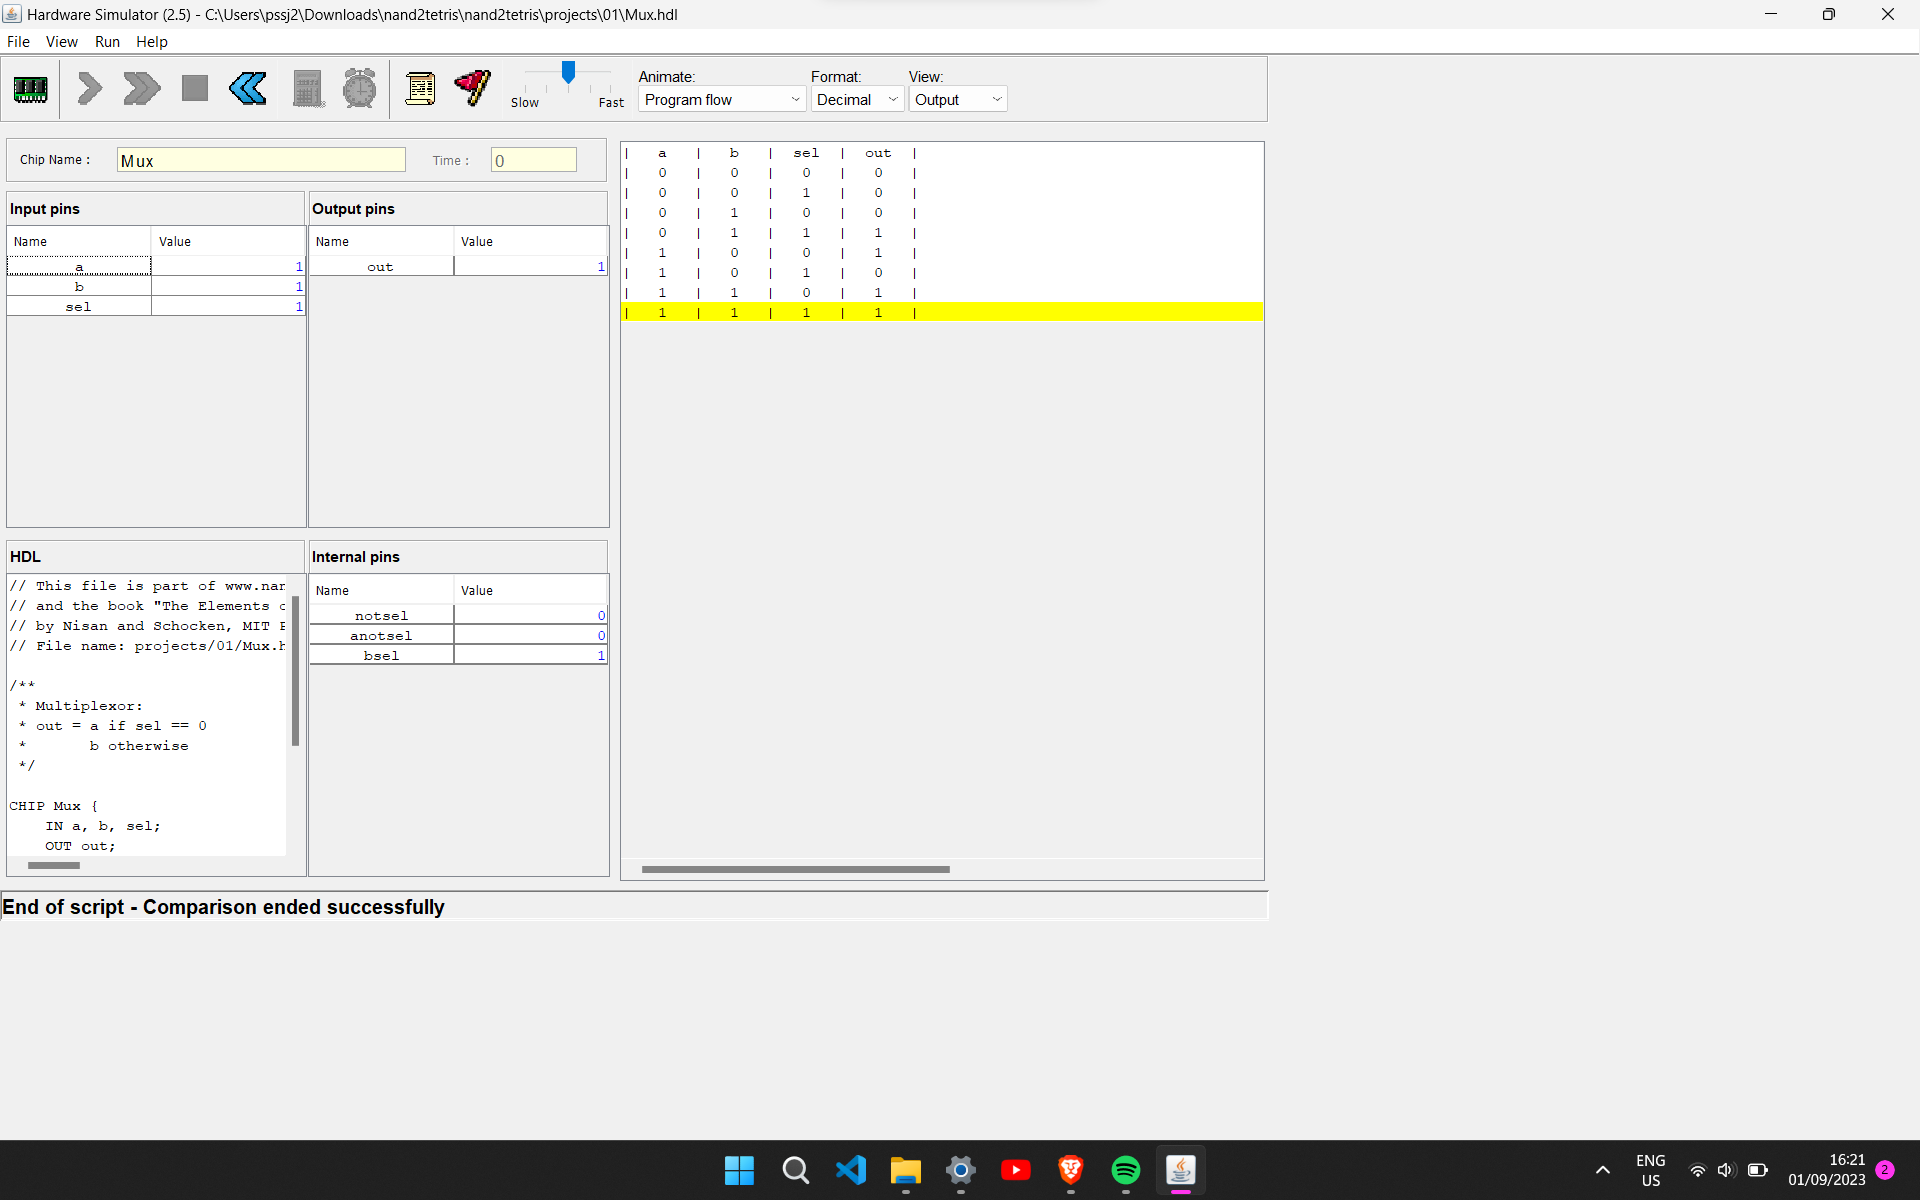 Hardware Simulator (2.5) - C:\Users\pssj2\Downloads\nand2tetris\nand2tetris\projects\01\Mux.hdl
File View Run Help
Slow Fast
Animate: Format: View:
Program flow Decimal Output
Chip Name : Mux Time : 0
Input pins
Name Value
a 1
b 1
sel 1
Output pins
Name Value
out 1
| a | b | sel | out |
| 0 | 0 | 0 | 0 |
| 0 | 0 | 1 | 0 |
| 0 | 1 | 0 | 0 |
| 0 | 1 | 1 | 1 |
| 1 | 0 | 0 | 1 |
| 1 | 0 | 1 | 0 |
| 1 | 1 | 0 | 1 |
| 1 | 1 | 1 | 1 |
HDL
// This file is part of www.nan
// and the book "The Elements o
// by Nisan and Schocken, MIT P
// File name: projects/01/Mux.h
/**
* Multiplexor:
* out = a if sel == 0
* b otherwise
*/
CHIP Mux {
IN a, b, sel;
OUT out;
Internal pins
Name Value
notsel 0
anotsel 0
bsel 1
End of script - Comparison ended successfully
ENG
US
16:21
01/09/2023
2